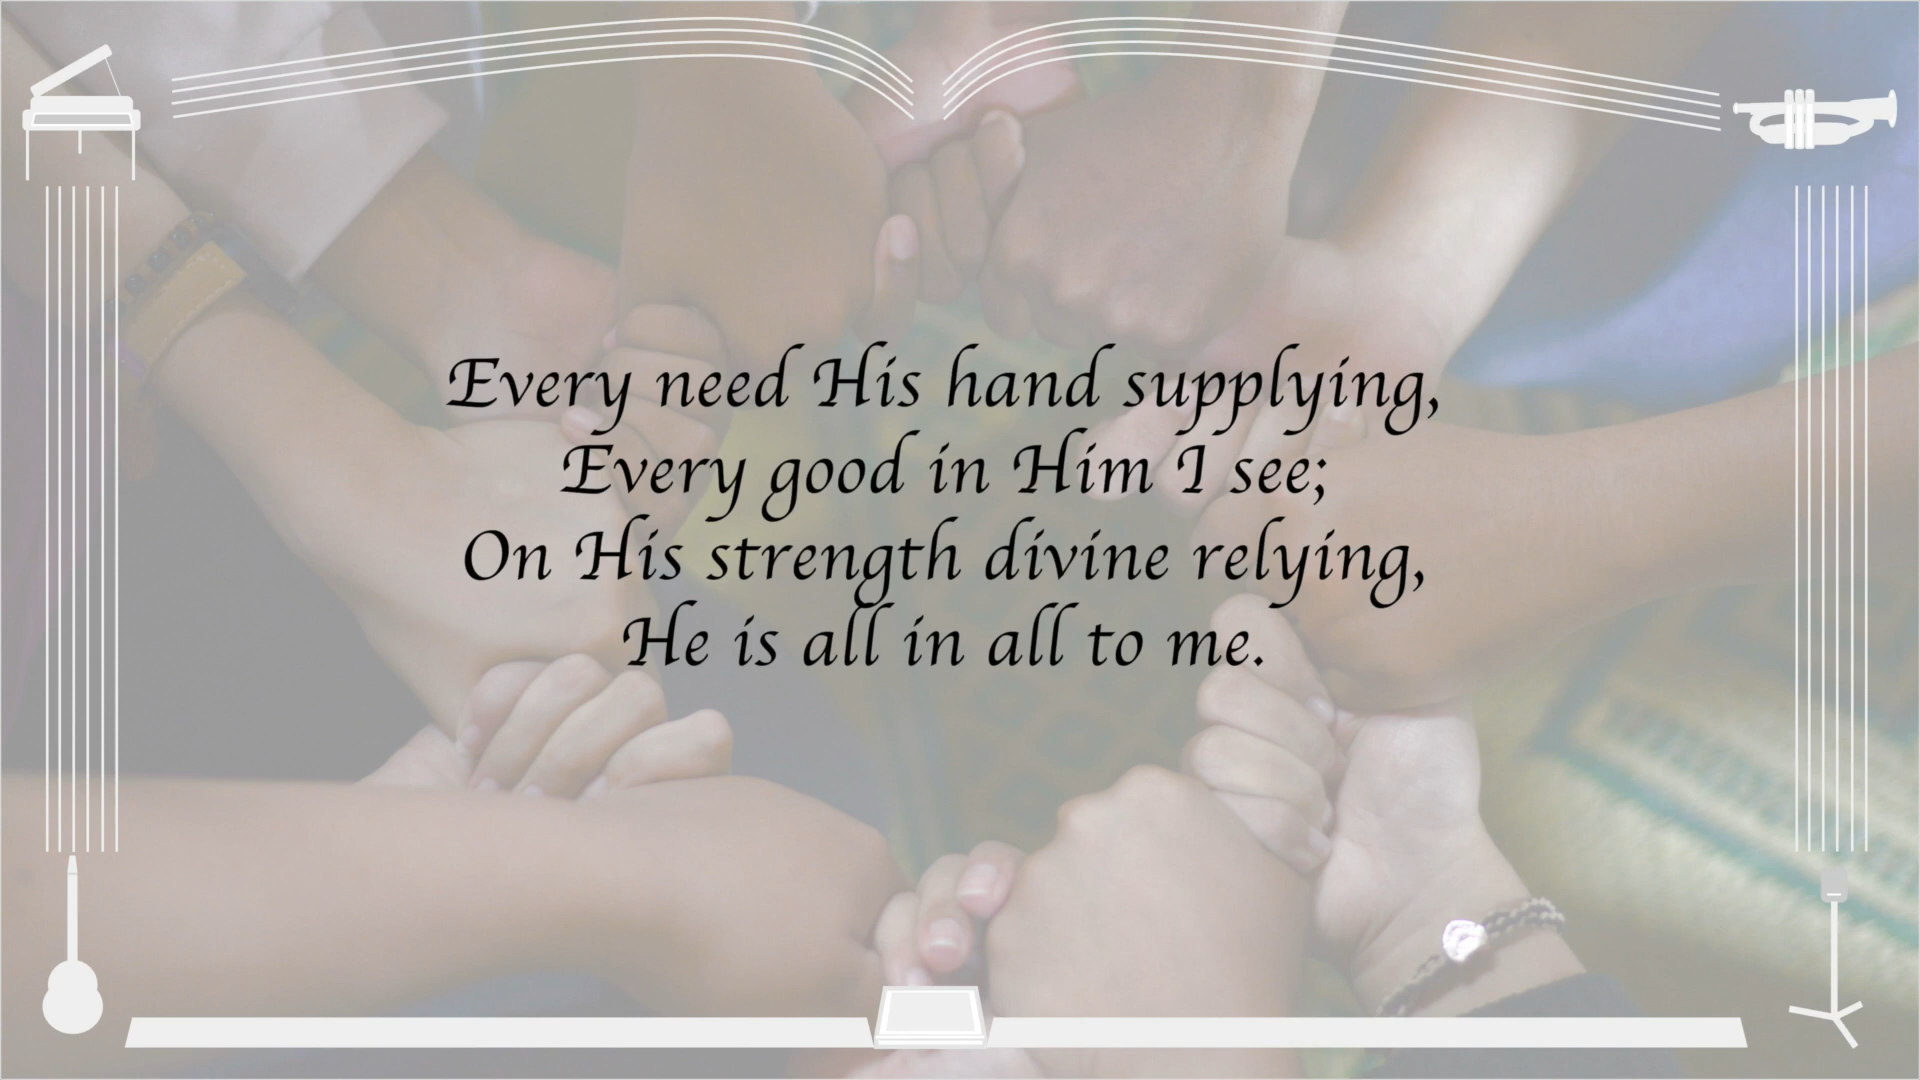 Every need His hand supplying,
Every good in Him I see;
On His strength divine relying,
He is all in all to me.